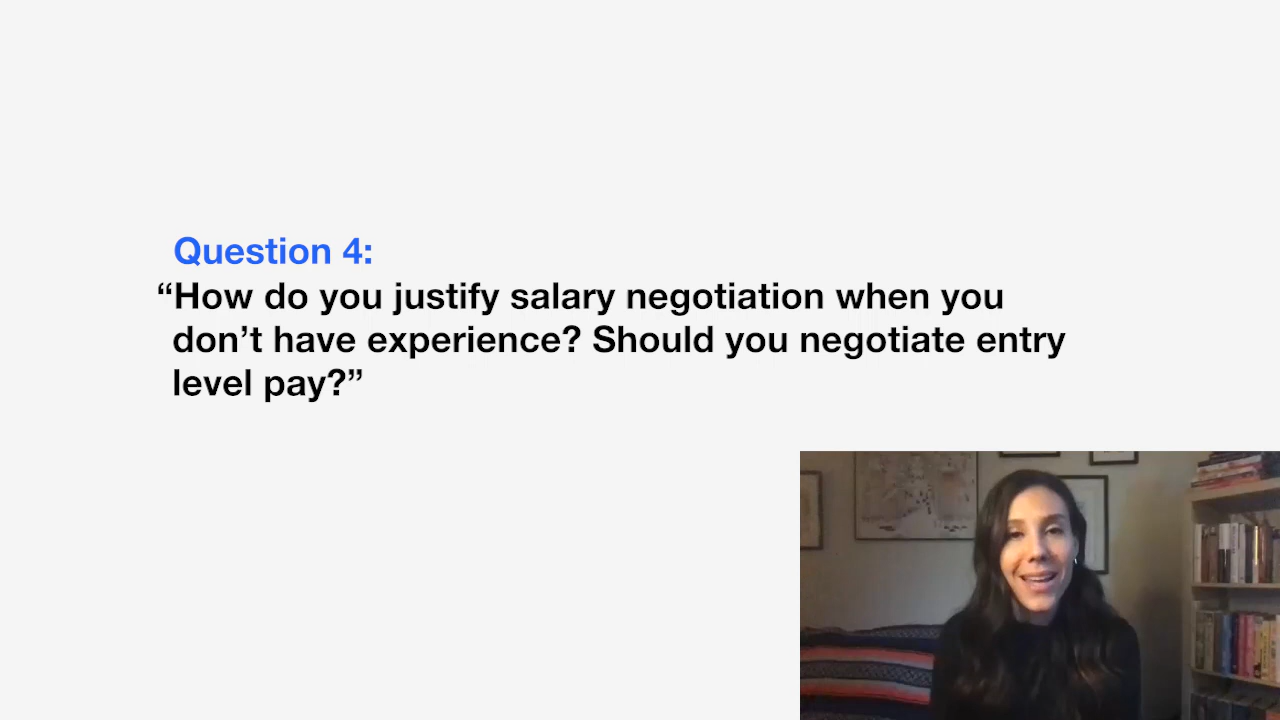 Question 4:
“How do you justify salary negotiation when you
don’t have experience? Should you negotiate entry
level pay?”